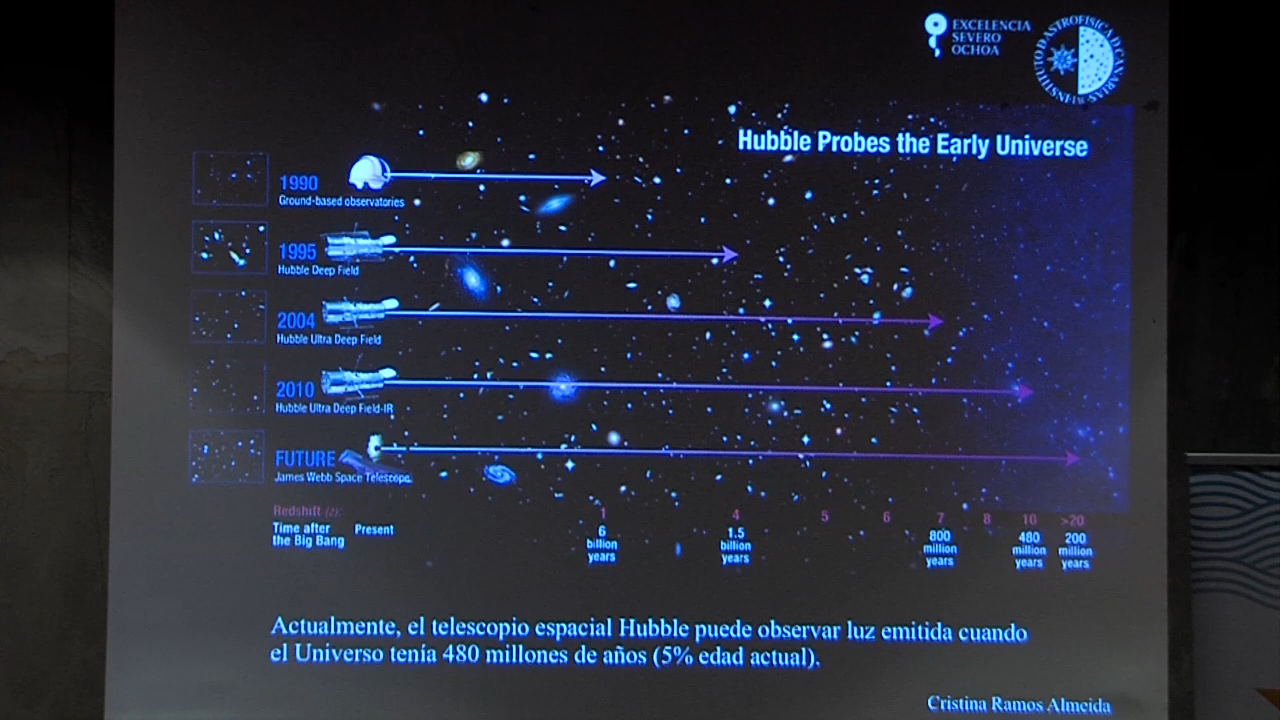 EXCELENCIA
SEVERO
OCHOA
INSTITUTO D ASTROFISICA D CANARIAS
Hubble Probes the Early Universe
1990
Ground-based observatories
1995
Hubble Deep Field
2004
Hubble Ultra Deep Field
2010
Hubble Ultra Deep Field-IR
FUTURE
James Webb Space Telescope
Redshift (z): 1 4 5 6 7 8 10 >20
Time after
the Big Bang
Present
6
billion
years
1.5
billion
years
800
million
years
480
million
years
200
million
years
Actualmente, el telescopio espacial Hubble puede observar luz emitida cuando
el Universo tenía 480 millones de años (5% edad actual).
Cristina Ramos Almeida